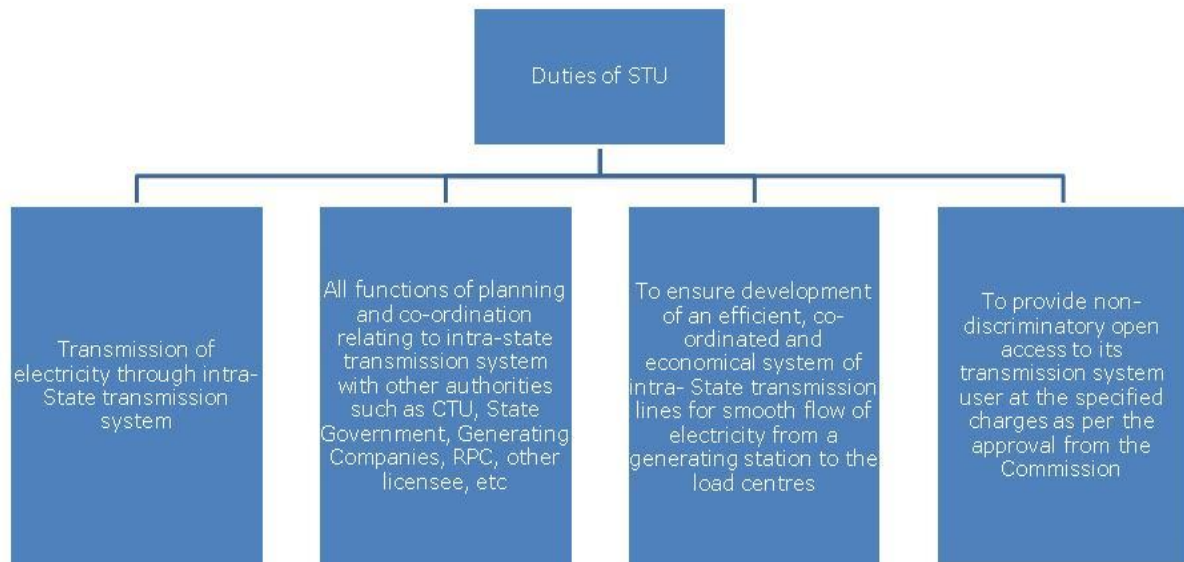 Duties of STU
Transmission of
electricity through intra-
State transmission
system
All functions of planning
and co-ordination
relating to intra-state
transmission system
with other authorities
such as CTU, State
Government, Generating
Companies, RPC, other
licensee, etc
To ensure development
of an efficient, co-
ordinated and
economical system of
intra- State transmission
lines for smooth flow of
electricity from a
generating station to the
load centres
To provide non-
discriminatory open
access to its
transmission system
user at the specified
charges as per the
approval from the
Commission